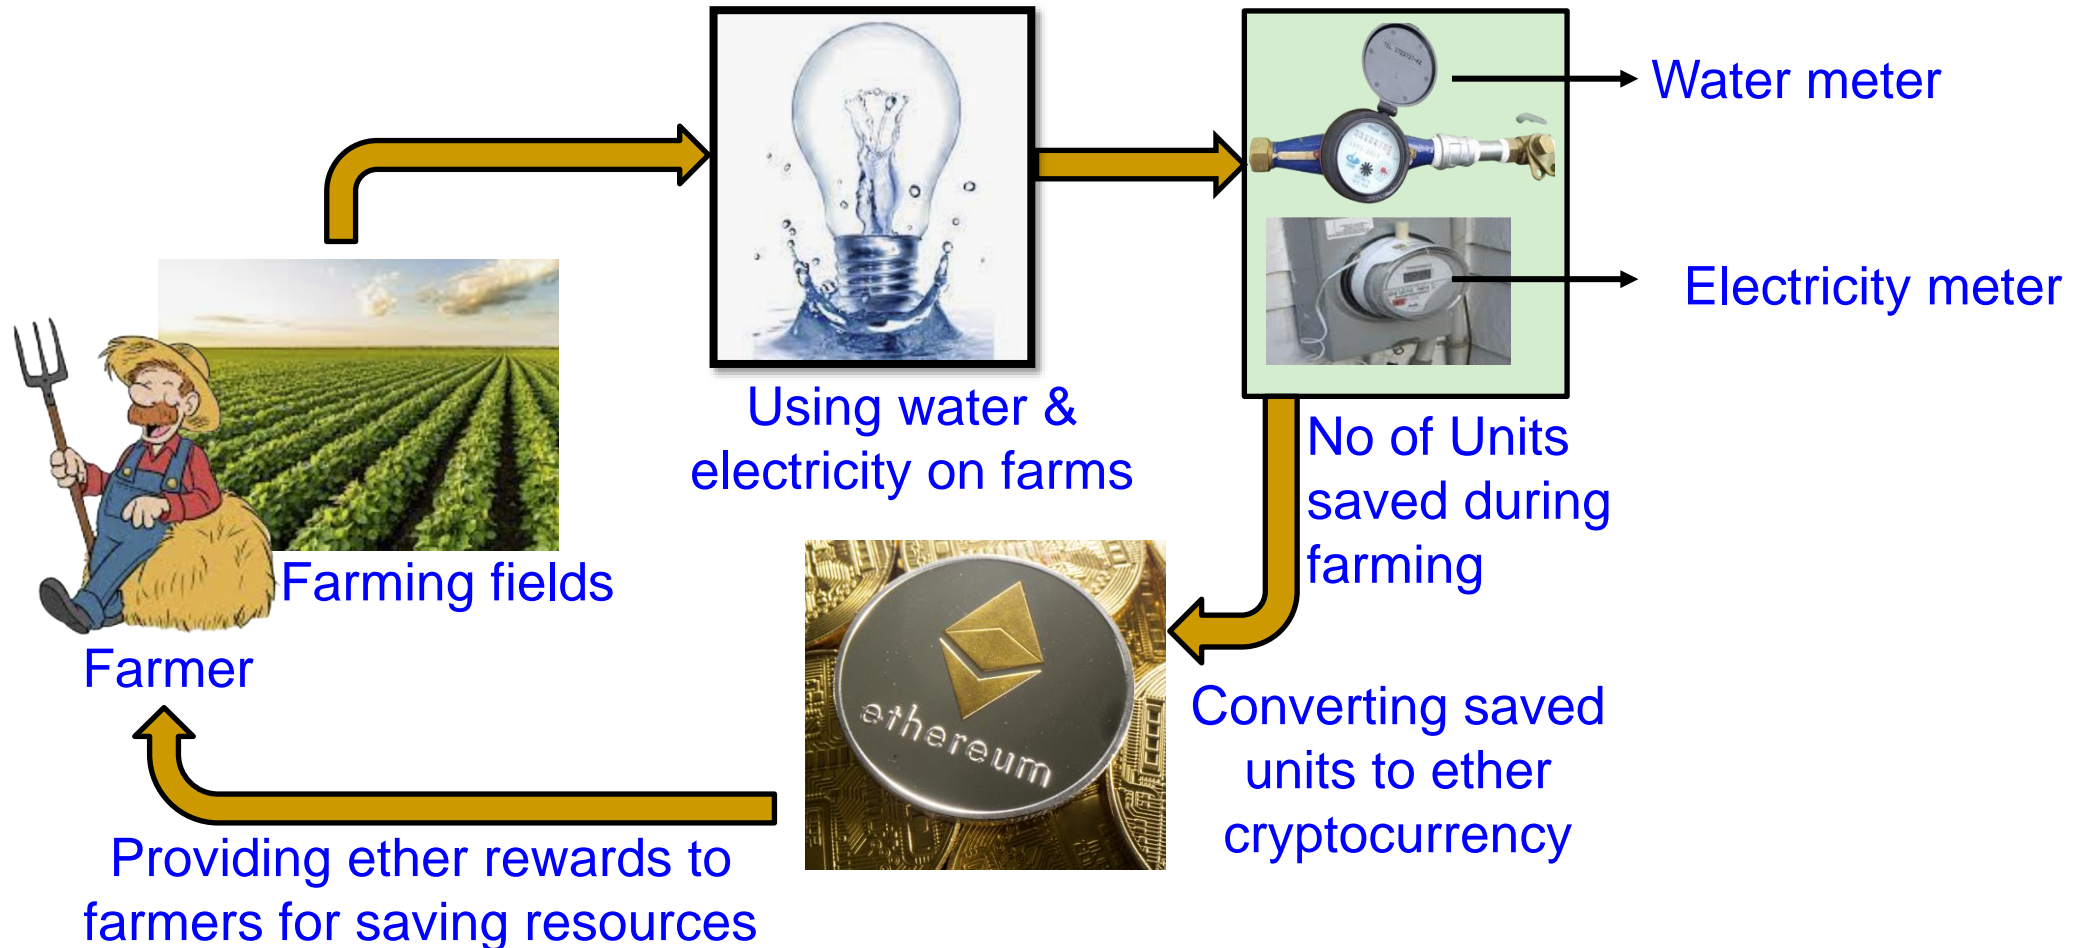 Water meter
Electricity meter
Using water &
electricity on farms
No of Units
saved during
farming
Farming fields
Farmer
ethereum
Converting saved
units to ether
cryptocurrency
Providing ether rewards to
farmers for saving resources